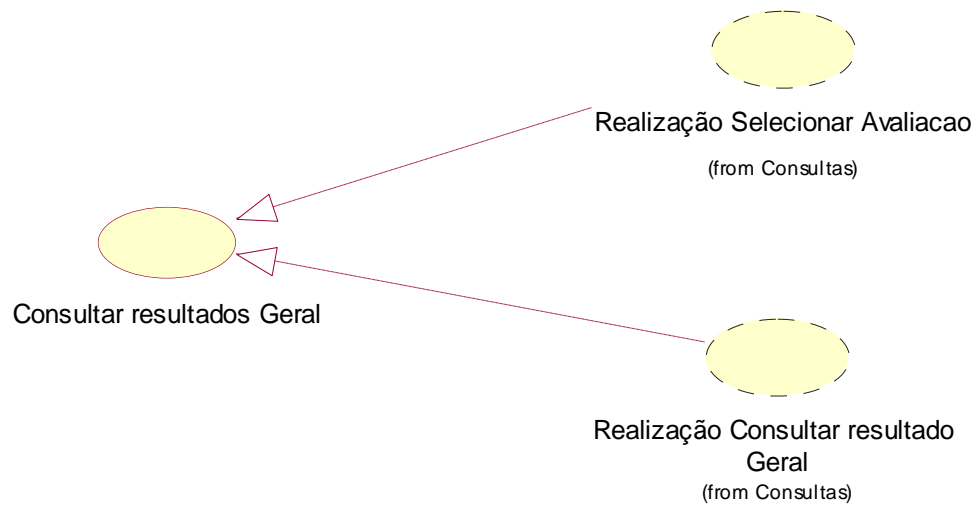 Realização Selecionar Avaliacao
(from Consultas)
Consultar resultados Geral
Realização Consultar resultado
Geral
(from Consultas)